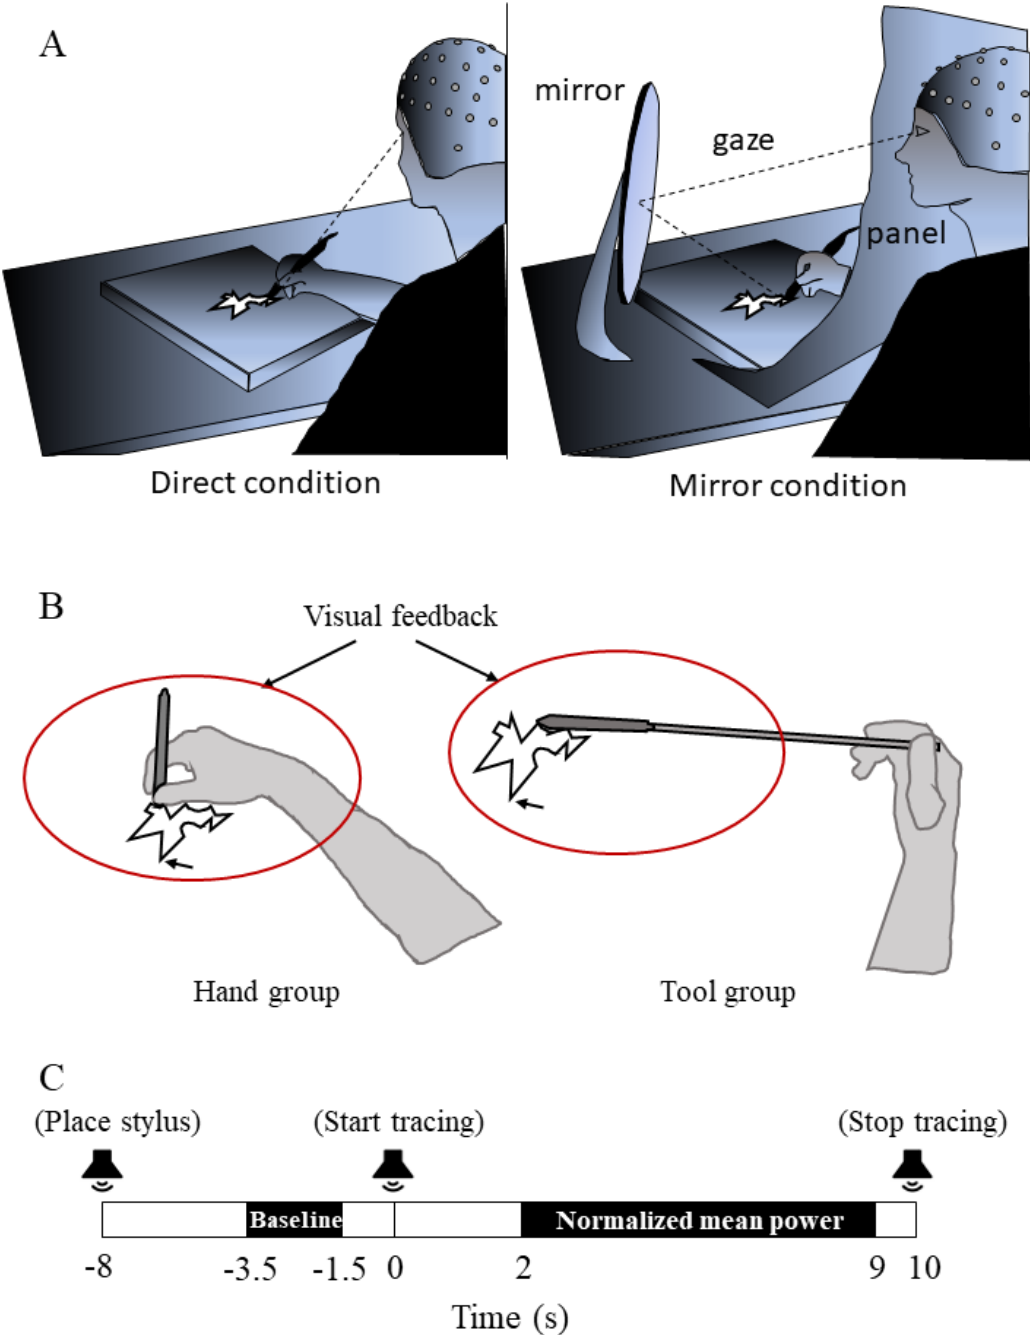 A
mirror
gaze
panel
Direct condition
Mirror condition
B
Visual feedback
Hand group
Tool group
C
(Place stylus) (Start tracing) (Stop tracing)
Baseline Normalized mean power
-8 -3.5 -1.5 0 2 9 10
Time (s)